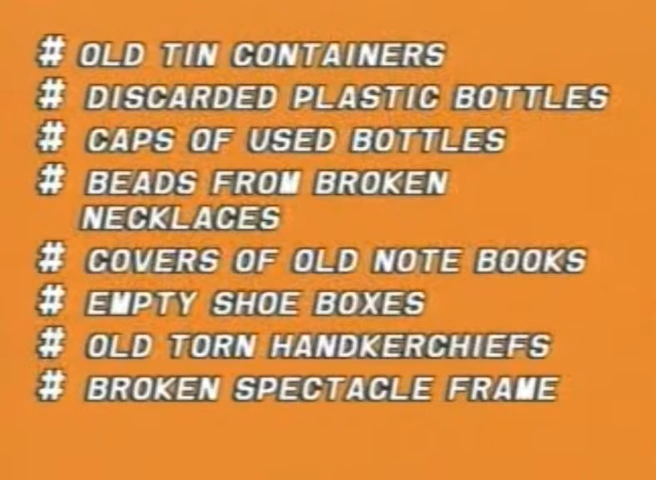 # OLD TIN CONTAINERS
# DISCARDED PLASTIC BOTTLES
# CAPS OF USED BOTTLES
# BEADS FROM BROKEN
NECKLACES
# COVERS OF OLD NOTE BOOKS
# EMPTY SHOE BOXES
# OLD TORN HANDKERCHIEFS
# BROKEN SPECTACLE FRAME